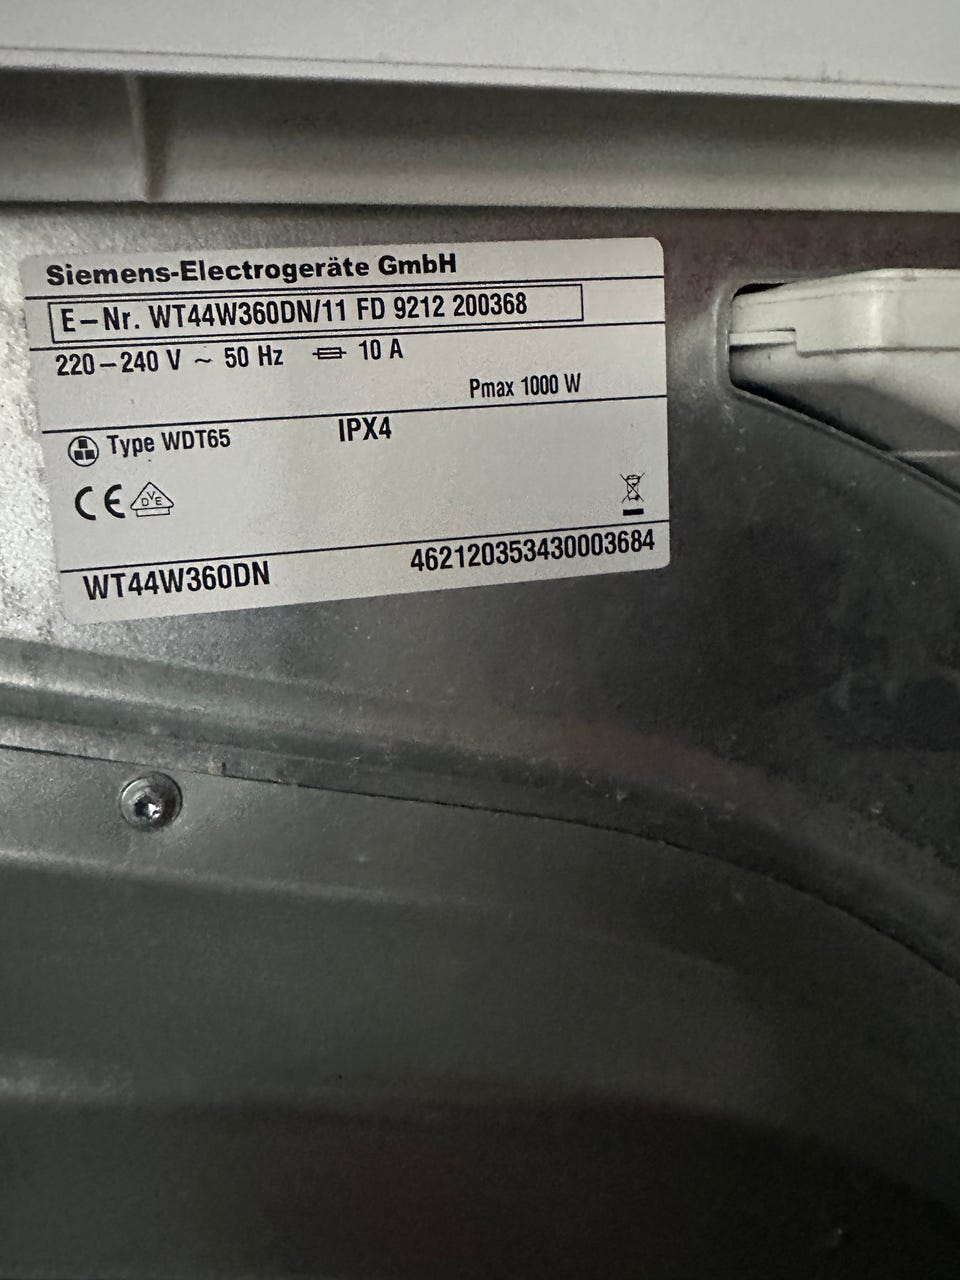 Siemens-Electrogeräte GmbH
E-Nr. WT44W360DN/11 FD 9212 200368
220-240 V ~ 50 Hz 10 A
Pmax 1000 W
Type WDT65 IPX4
CE DVE
WT44W360DN 462120353430003684